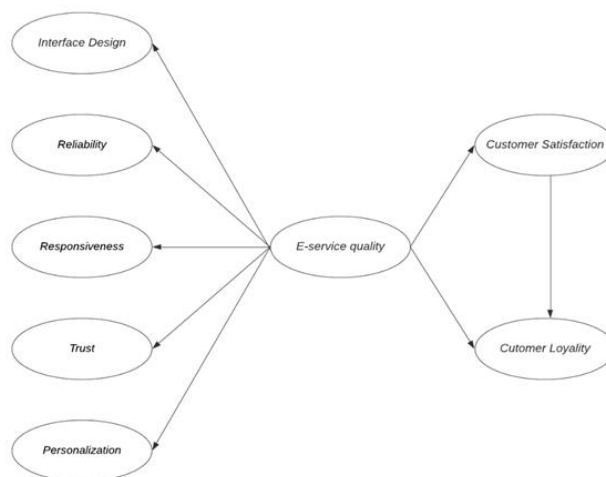 Interface Design
Reliability
Responsiveness
Trust
Personalization
E-service quality
Customer Satisfaction
Cutomer Loyality